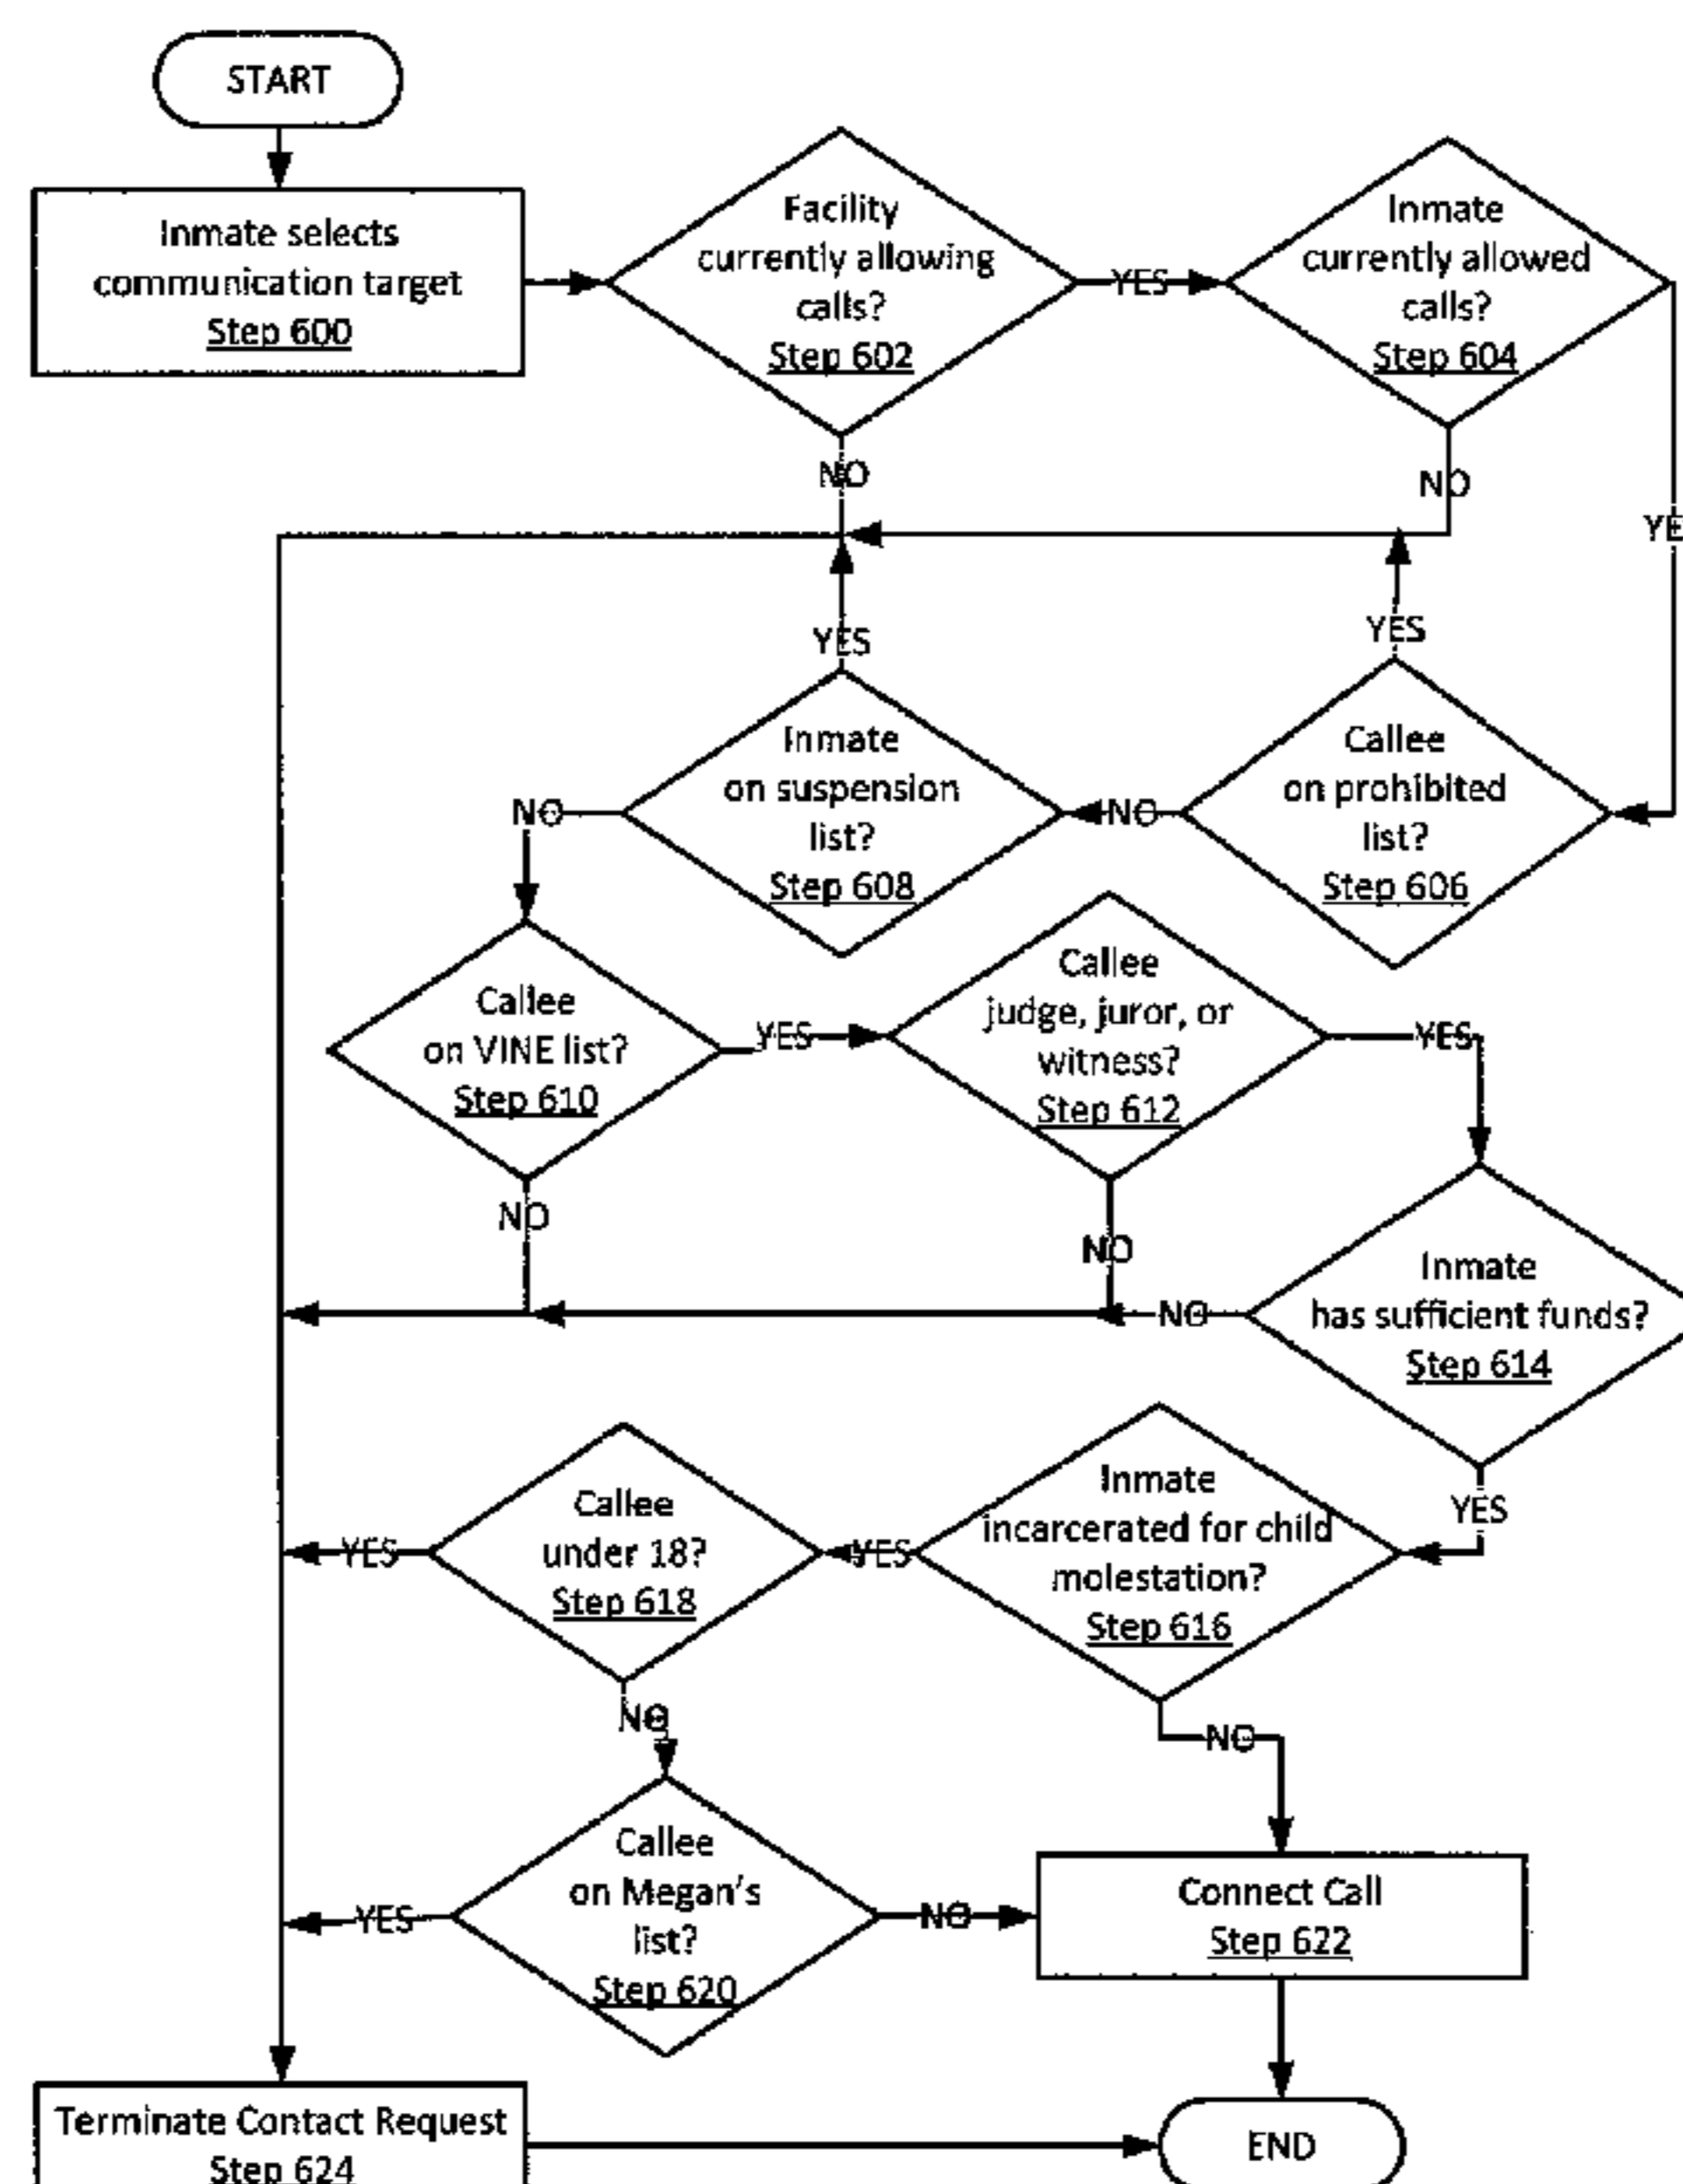 START
Inmate selects
communication target
Step 600
Facility
currently allowing
calls?
Step 602
YES
Inmate
currently allowed
calls?
Step 604
NO
NO
YE
YES
YES
Inmate
on suspension
list?
Step 608
NO
Callee
on prohibited
list?
Step 606
NO
Callee
on VINE list?
Step 610
YES
Callee
judge, juror, or
witness?
Step 612
YES
NO
NO
Inmate
has sufficient funds?
Step 614
NO
YES
Inmate
incarcerated for child
molestation?
Step 616
YES
Callee
under 18?
Step 618
YES
NO
NO
Callee
on Megan's
list?
Step 620
YES
NO
Connect Call
Step 622
Terminate Contact Request
Step 624
END